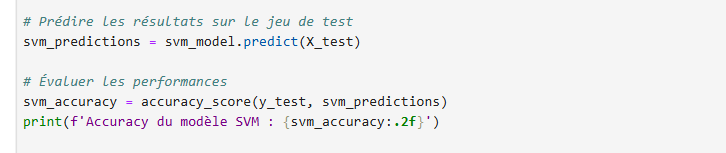 # Prédire les résultats sur le jeu de test
svm_predictions = svm_model.predict(X_test)
# Évaluer les performances
svm_accuracy = accuracy_score(y_test, svm_predictions)
print(f'Accuracy du modèle SVM : {svm_accuracy:.2f}')